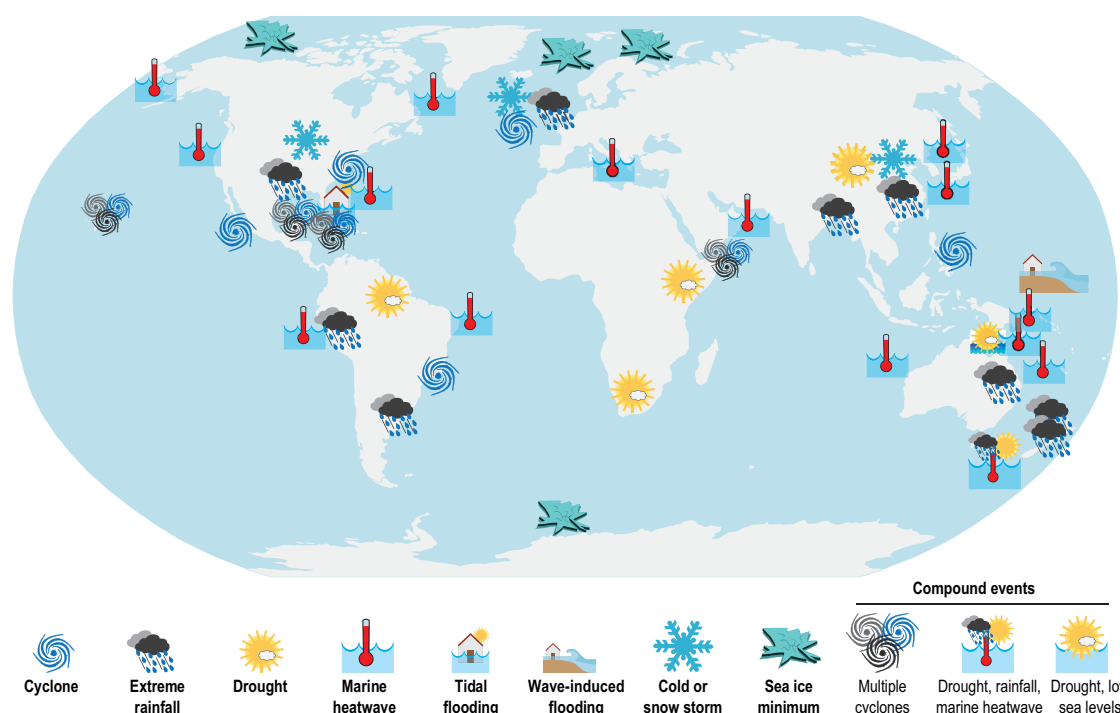 Compound events
Cyclone
Extreme
rainfall
Drought
Marine
heatwave
Tidal
flooding
Wave-induced
flooding
Cold or
snow storm
Sea ice
minimum
Multiple
cyclones
Drought, rainfall,
marine heatwave
Drought, lo
sea levels